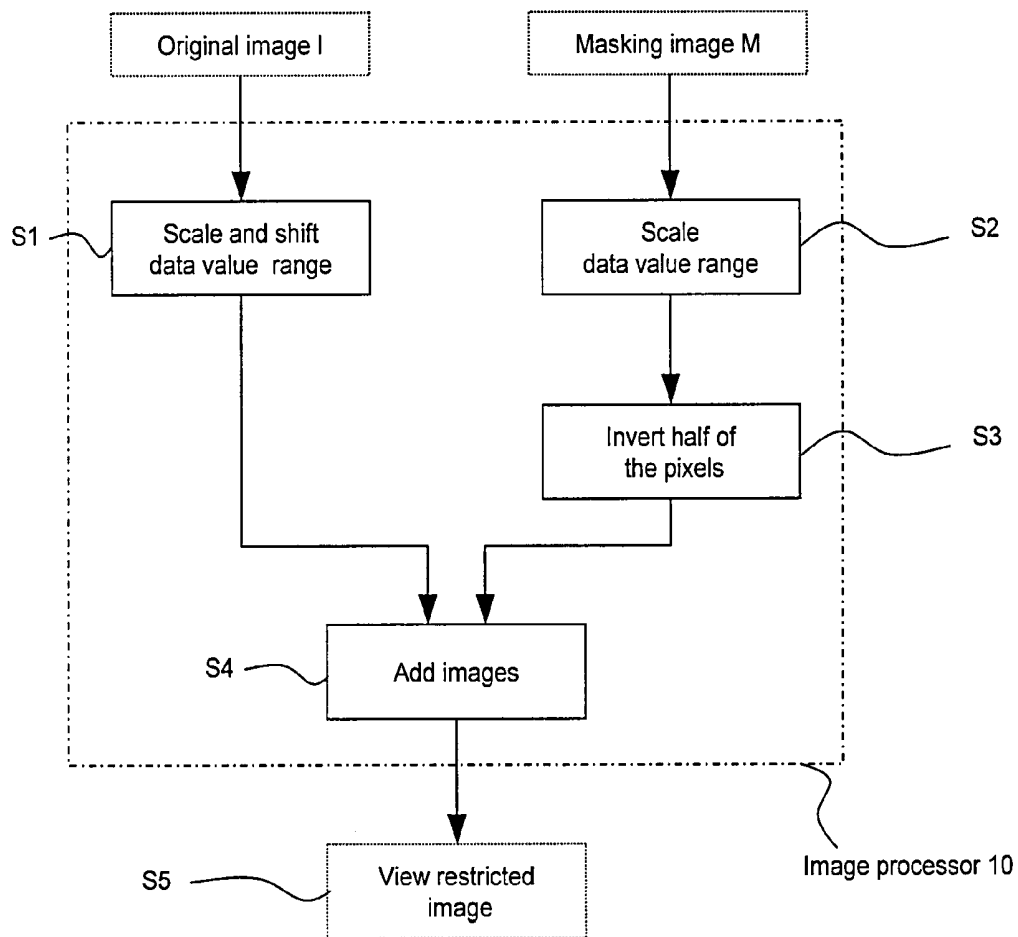 Original image I
Masking image M
S1
Scale and shift
data value range
Scale
data value range
S2
Invert half of
the pixels
S3
S4
Add images
S5
View restricted
image
Image processor 10